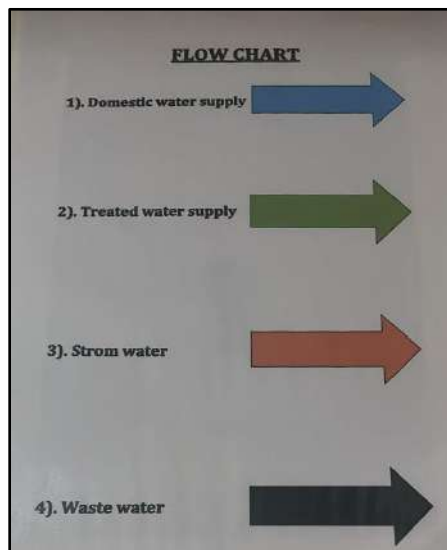 FLOW CHART
1). Domestic water supply
2). Treated water supply
3). Strom water
4). Waste water